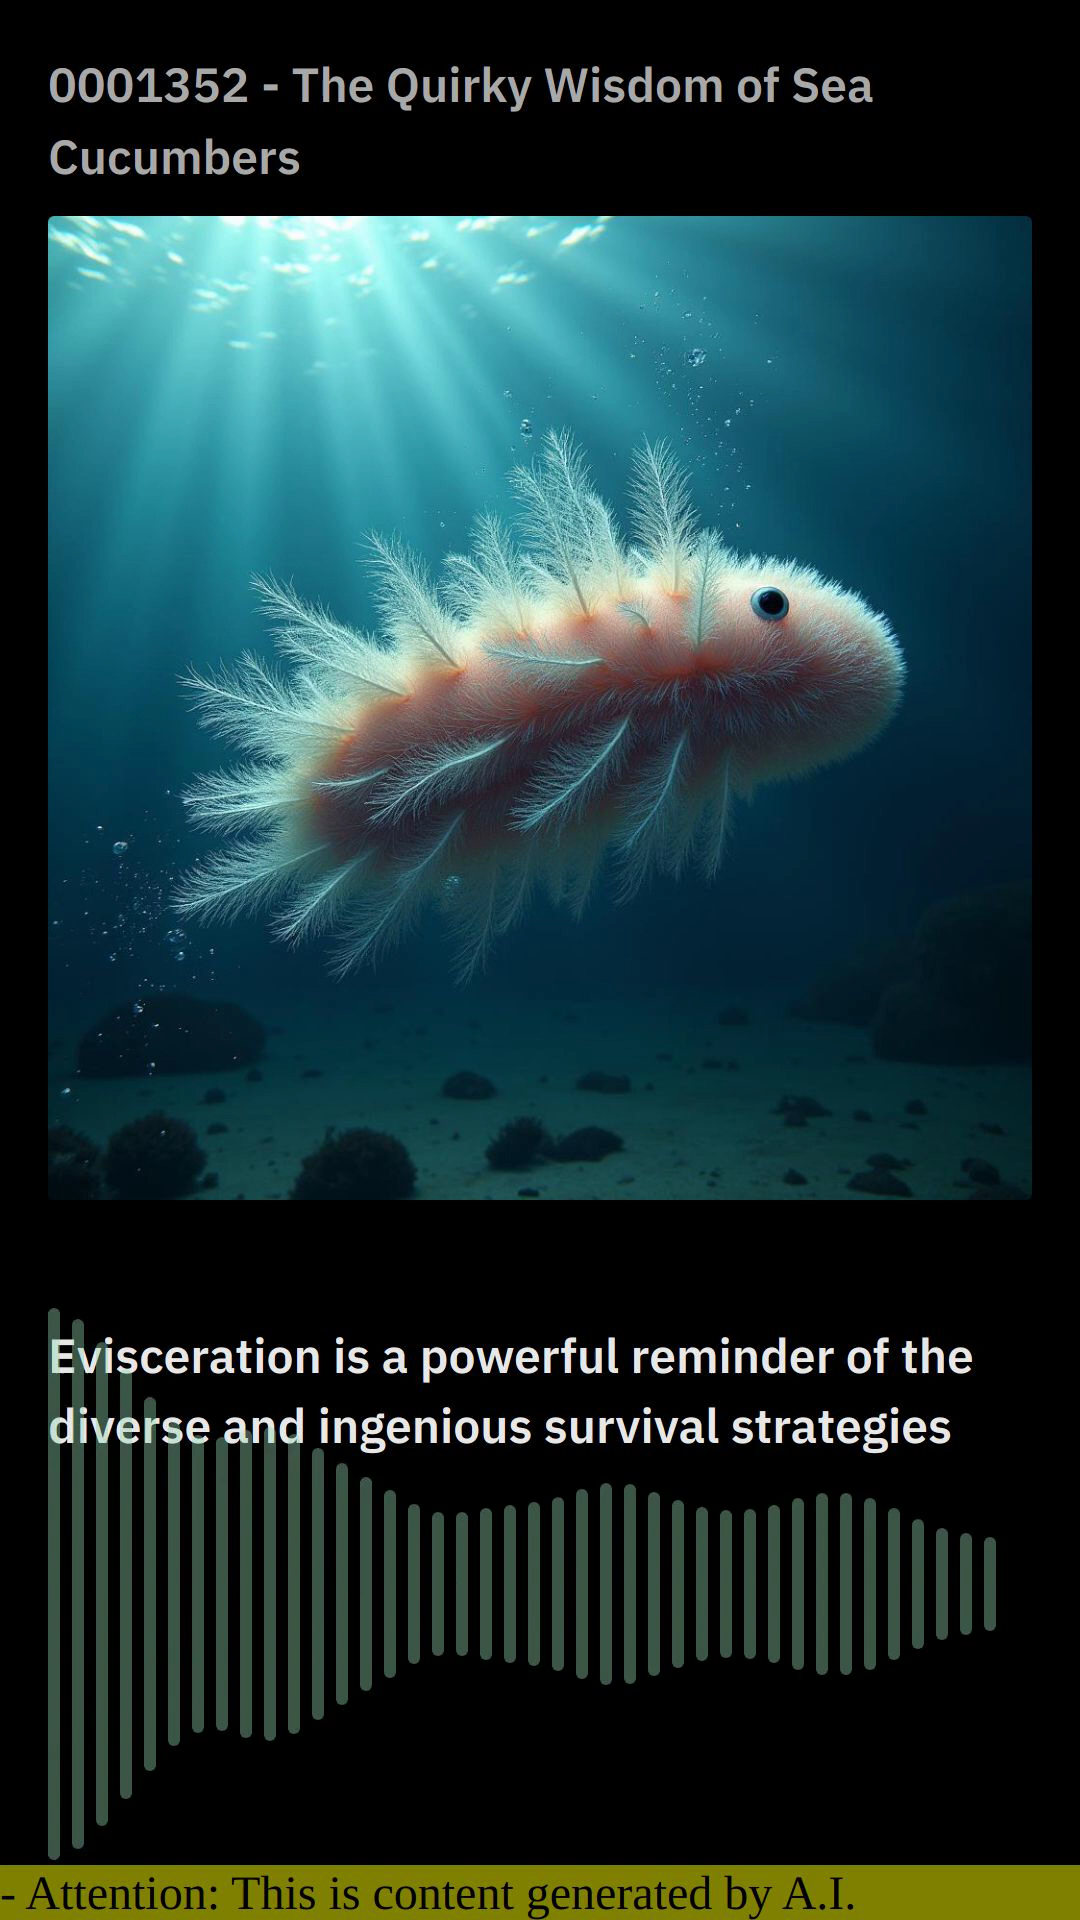 0001352 - The Quirky Wisdom of Sea
Cucumbers
Evisceration is a powerful reminder of the
diverse and ingenious survival strategies
- Attention: This is content generated by A.I.